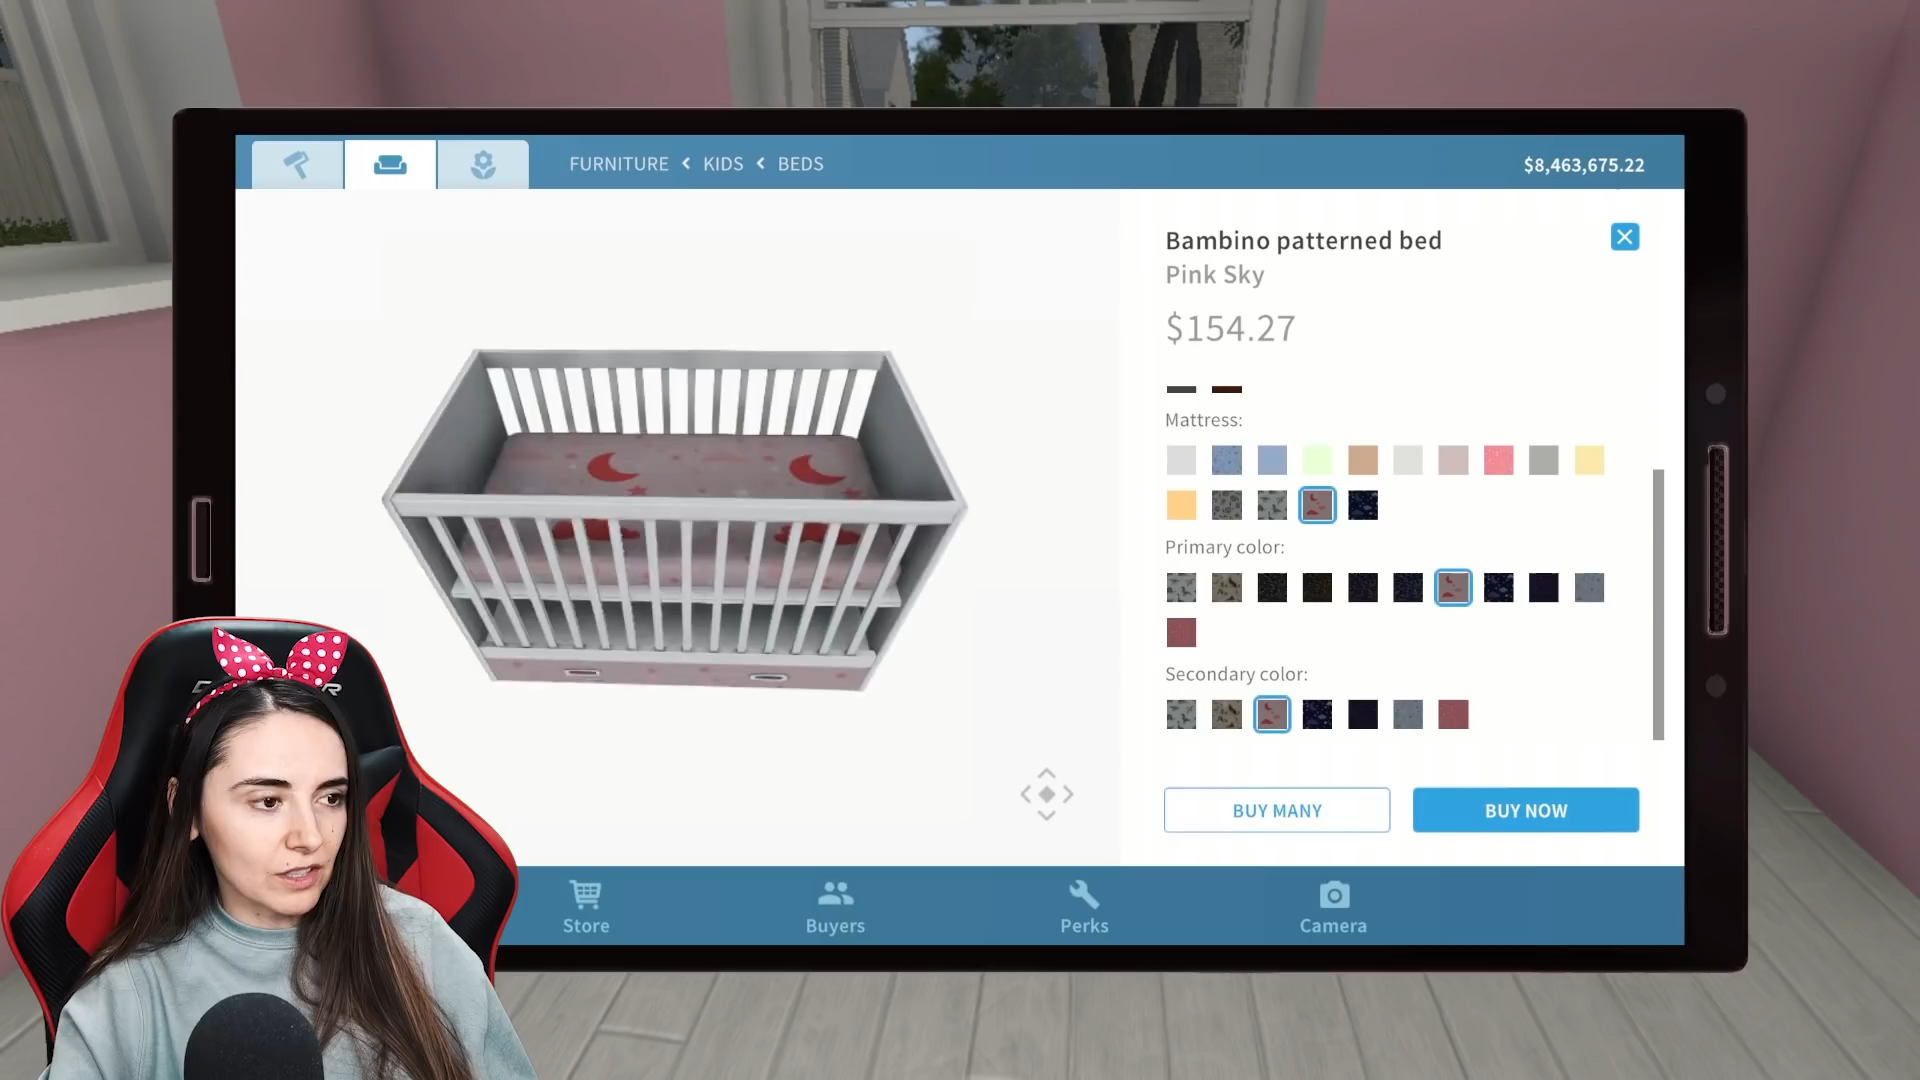 FURNITURE < KIDS < BEDS
$8,463,675.22
Bambino patterned bed
Pink Sky
$154.27
Mattress:
Primary color:
Secondary color:
BUY MANY
BUY NOW
Store
Buyers
Perks
Camera